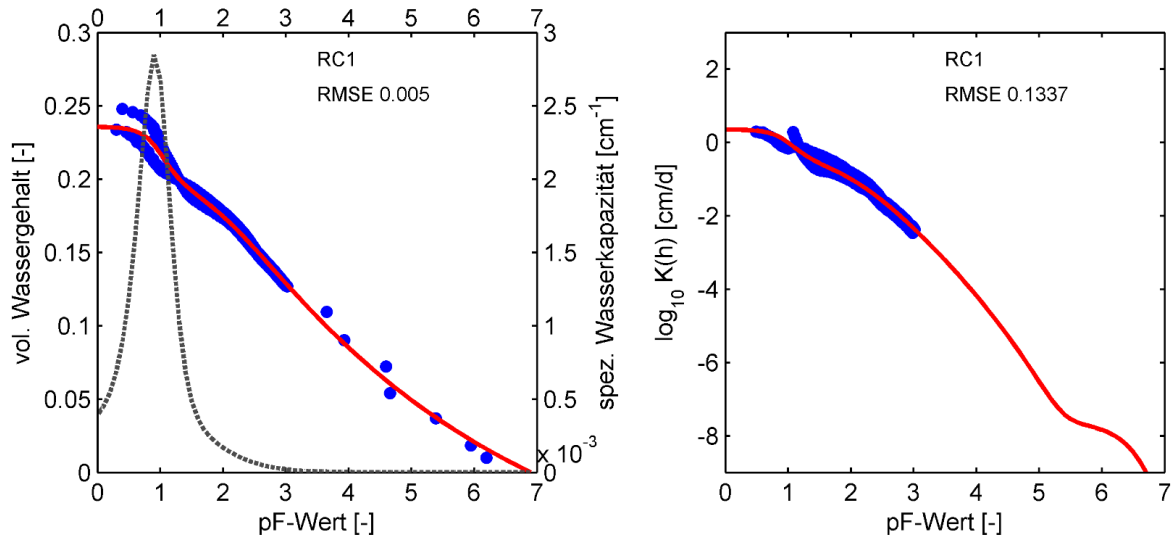 0 1 2 3 4 5 6 7
0.3
0.25
0.2
0.15
0.1
0.05
0
vol. Wassergehalt [-]
RC1
RMSE 0.005
3
2.5
2
1.5
1
0.5
0
x 10-3
spez. Wasserkapazität [cm-1]
0 1 2 3 4 5 6 7
pF-Wert [-]
2
0
-2
-4
-6
-8
log10 K(h) [cm/d]
RC1
RMSE 0.1337
0 1 2 3 4 5 6 7
pF-Wert [-]